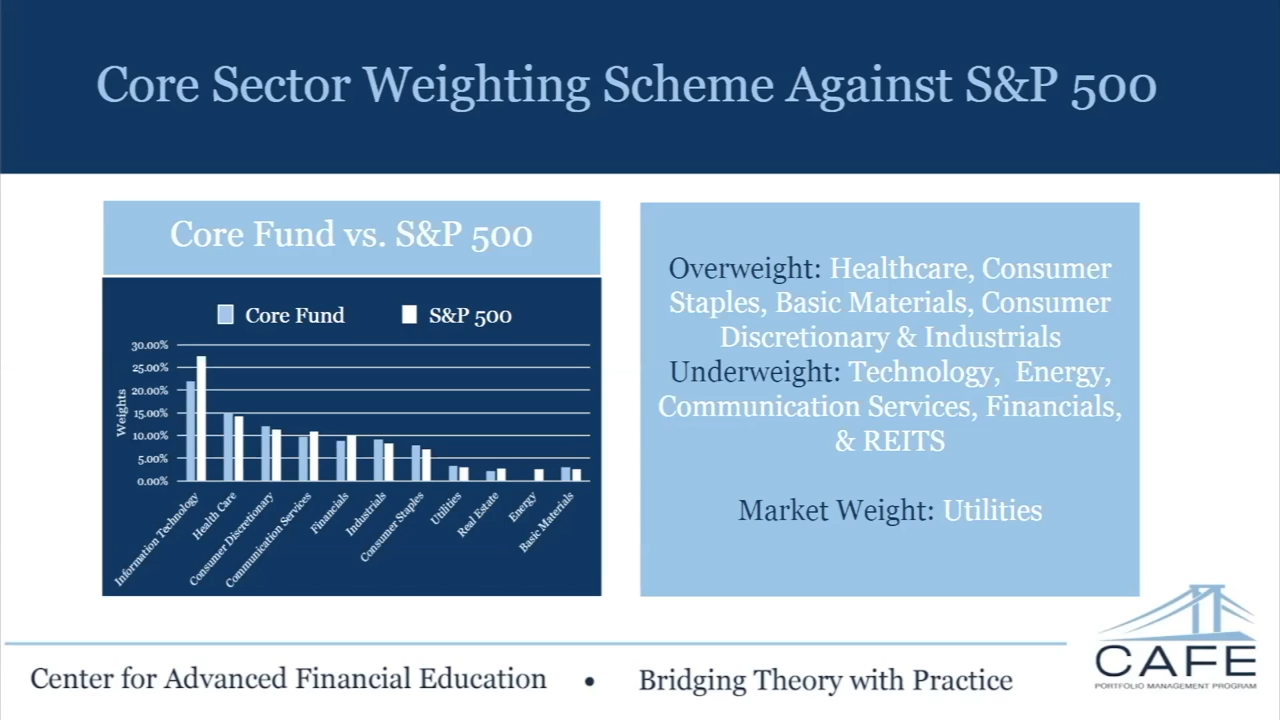 Core Sector Weighting Scheme Against S&P 500
Core Fund vs. S&P 500
Core Fund
S&P 500
Weights
30.00%
25.00%
20.00%
15.00%
10.00%
5.00%
0.00%
Information Technology
Health Care
Consumer Discretionary
Communication Services
Financials
Industrials
Consumer Staples
Utilities
Real Estate
Energy
Basic Materials
Overweight: Healthcare, Consumer
Staples, Basic Materials, Consumer
Discretionary & Industrials
Underweight: Technology, Energy,
Communication Services, Financials,
& REITS
Market Weight: Utilities
Center for Advanced Financial Education • Bridging Theory with Practice
CAFE
PORTFOLIO MANAGEMENT PROGRAM